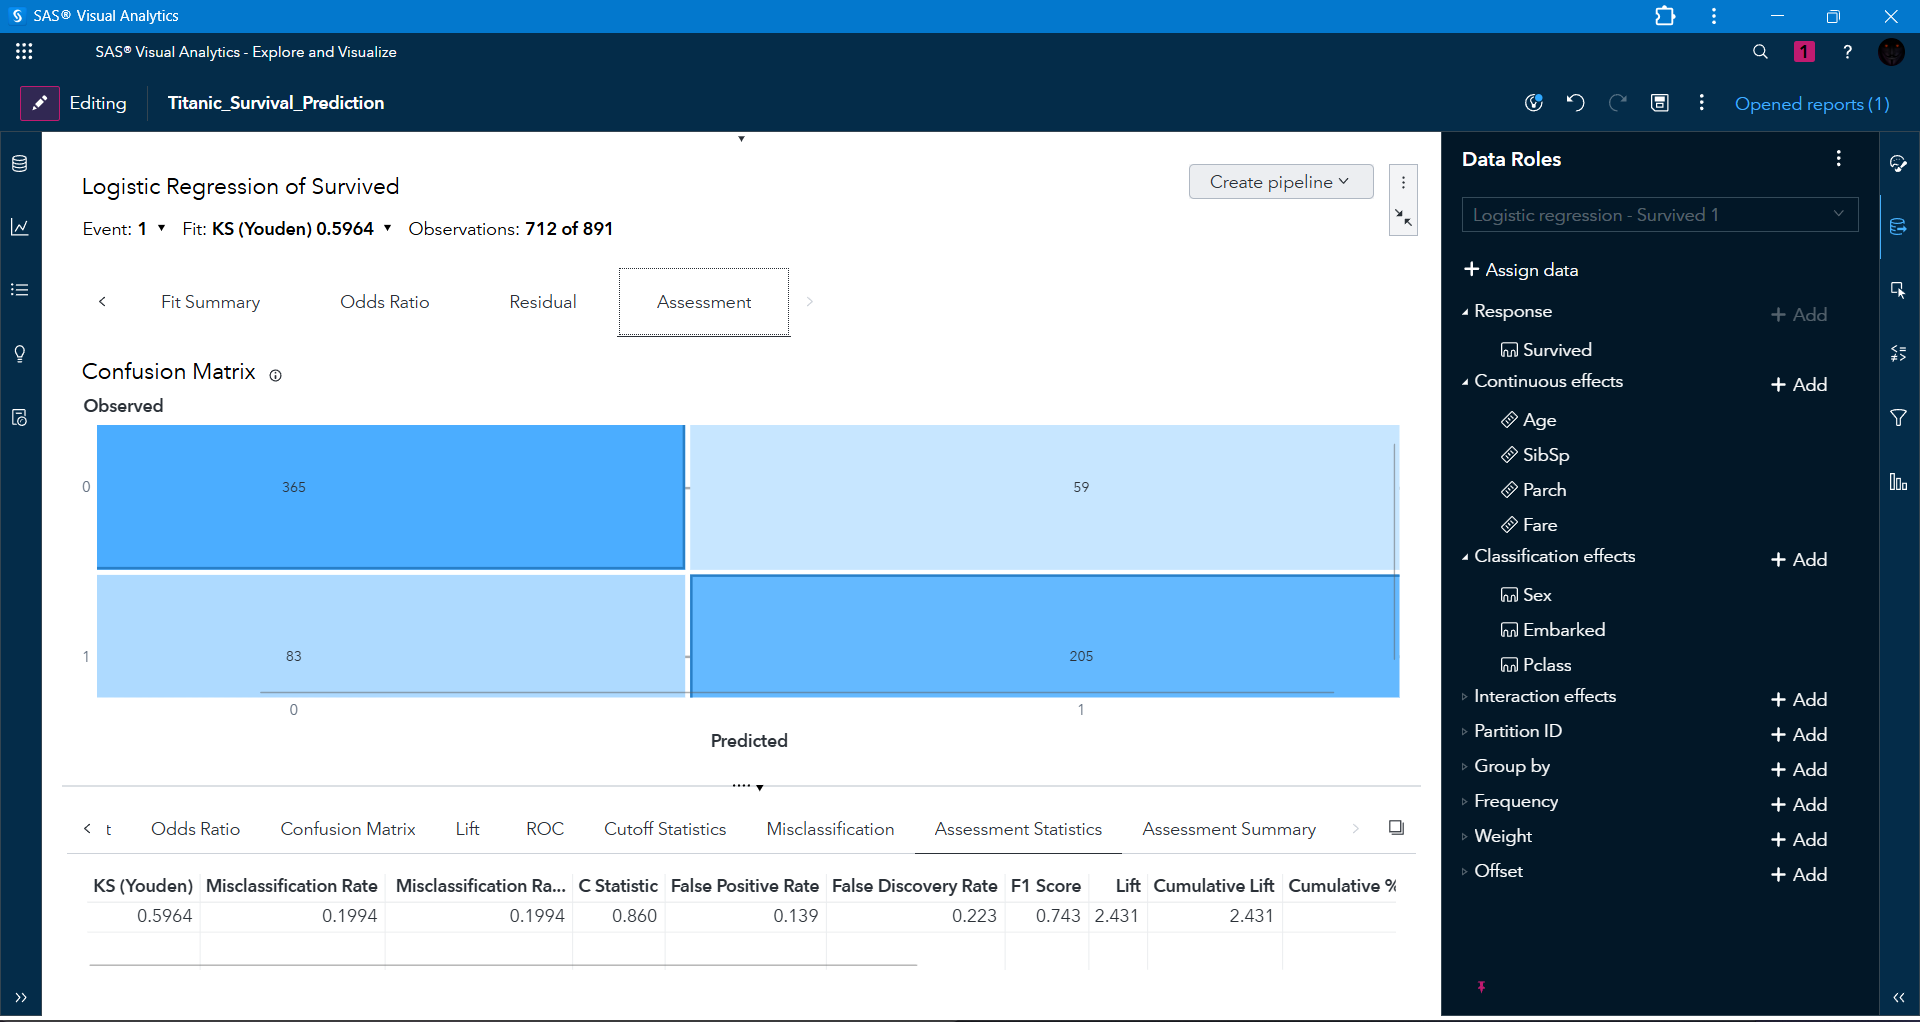 SAS® Visual Analytics
SAS® Visual Analytics - Explore and Visualize
1
?
Editing
Titanic_Survival_Prediction
Opened reports (1)
Logistic Regression of Survived
Create pipeline
Event: 1 Fit: KS (Youden) 0.5964 Observations: 712 of 891
Fit Summary Odds Ratio Residual Assessment
Confusion Matrix
Observed
0 365 59
1 83 205
0 1
Predicted
t Odds Ratio Confusion Matrix Lift ROC Cutoff Statistics Misclassification Assessment Statistics Assessment Summary
KS (Youden) Misclassification Rate Misclassification Ra... C Statistic False Positive Rate False Discovery Rate F1 Score Lift Cumulative Lift Cumulative %
0.5964 0.1994 0.1994 0.860 0.139 0.223 0.743 2.431 2.431
Data Roles
Logistic regression - Survived 1
+ Assign data
Response + Add
Survived
Continuous effects + Add
Age
SibSp
Parch
Fare
Classification effects + Add
Sex
Embarked
Pclass
Interaction effects + Add
Partition ID + Add
Group by + Add
Frequency + Add
Weight + Add
Offset + Add